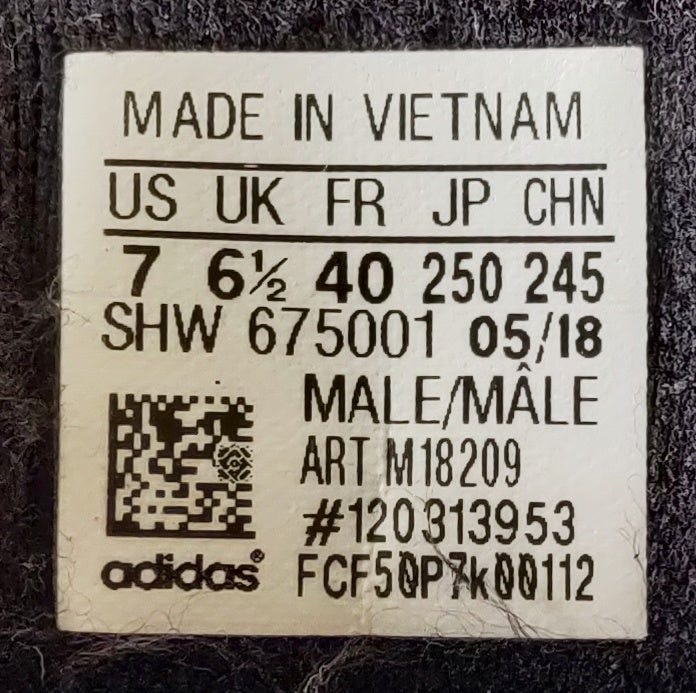 MADE IN VIETNAM
US UK FR JP CHN
7 6½ 40 250 245
SHW 675001 05/18
MALE/MÂLE
ART M18209
#120313953
adidas® FCF50P7k00112